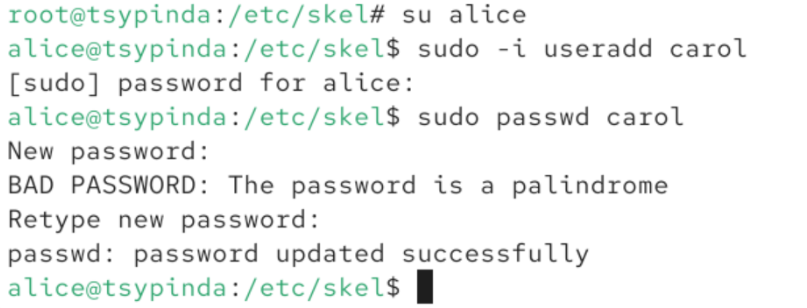 root@tsypinda:/etc/skel# su alice
alice@tsypinda:/etc/skel$ sudo -i useradd carol
[sudo] password for alice:
alice@tsypinda:/etc/skel$ sudo passwd carol
New password:
BAD PASSWORD: The password is a palindrome
Retype new password:
passwd: password updated successfully
alice@tsypinda:/etc/skel$